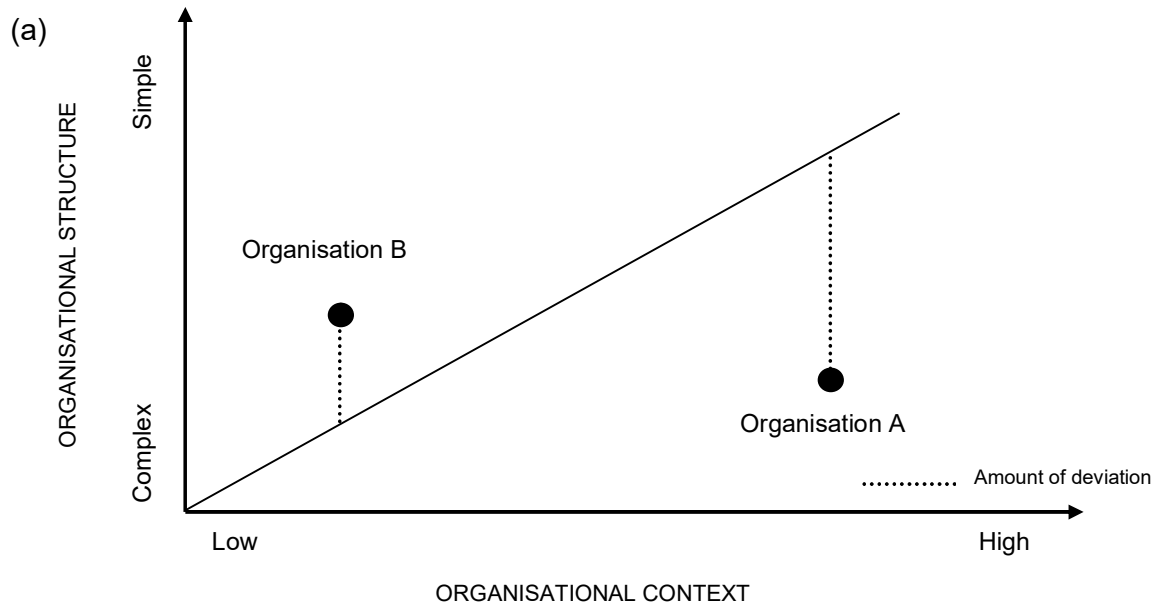 (a)
Simple
ORGANISATIONAL STRUCTURE
Organisation B
Organisation A
Complex
Amount of deviation
Low
High
ORGANISATIONAL CONTEXT